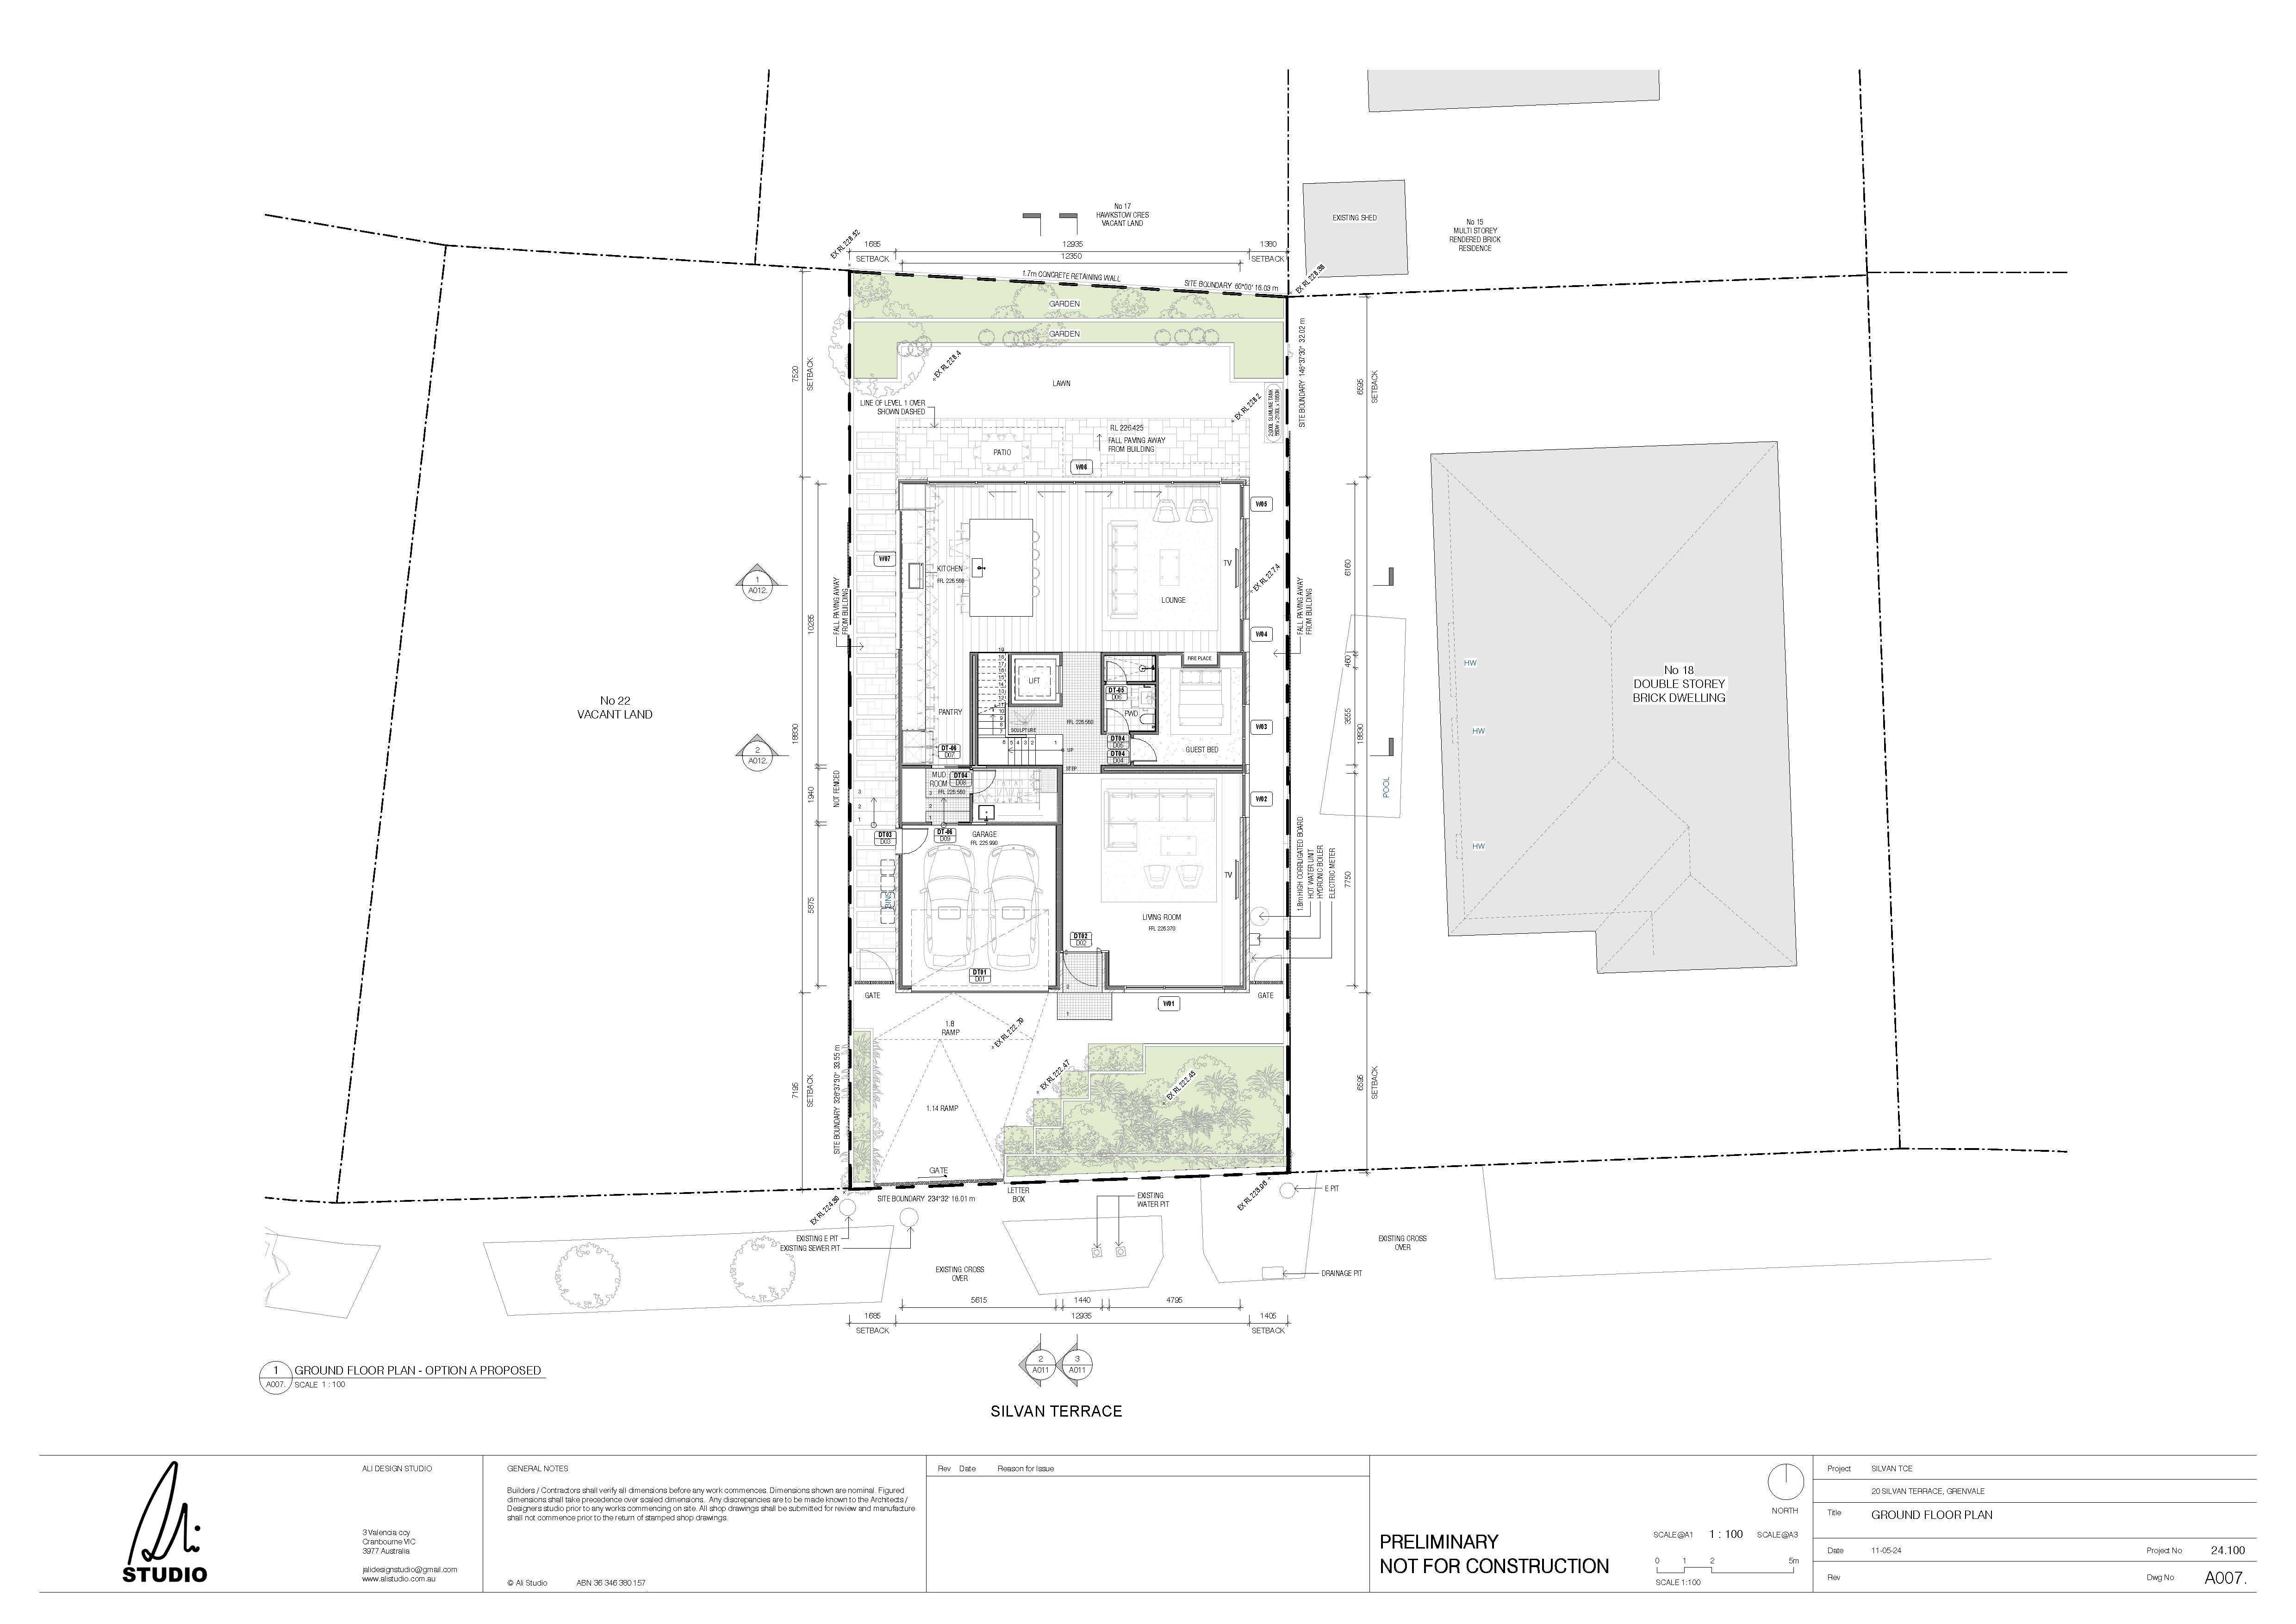 No 17
HAWKSTOW CRES
VACANT LAND
EXISTING SHED
No 15
MULTI STOREY
RENDERED BRICK
RESIDENCE
EX RL 228.52
1685
12935
1380
SETBACK
12350
SETBACK
EX RL 228.38
1.7m CONCRETE RETAINING WALL
SITE BOUNDARY 60°00' 16.03 m
GARDEN
GARDEN
SITE BOUNDARY 146°37'30" 32.02 m
7520
SETBACK
EX RL 228.4
LAWN
6595
SETBACK
LINE OF LEVEL 1 OVER
SHOWN DASHED
EX RL 228.2
RL 226.425
FALL PAVING AWAY
FROM BUILDING
PATIO
W06
W05
W07
KITCHEN
FFL 226.560
TV
LOUNGE
EX RL 227.4
1
A012.
FALL PAVING AWAY
FROM BUILDING
FALL PAVING AWAY
FROM BUILDING
6160
10265
W04
FIRE PLACE
460
HW
No 18
DOUBLE STOREY
BRICK DWELLING
LIFT
DT-05
D06
No 22
VACANT LAND
PANTRY
PWD
SCULPTURE
FFL 226.560
W03
3555
18930
18930
HW
2
A012.
DT-06
D07
UP
DT04
D05
DT04
D04
GUEST BED
STEP
MUD
ROOM
DT04
D08
FFL 226.560
NOT FENCED
1940
W02
POOL
3
2
1
DT03
D03
DT-06
D09
GARAGE
FFL 225.990
HW
TV
BINS
5875
7750
1.8m HIGH CORRUGATED BOARD
HOT WATER UNIT
HYDRONIC BOILER
ELECTRIC METER
LIVING ROOM
FFL 226.370
DT02
D02
DT01
D01
GATE
2
1
W01
GATE
1.8
RAMP
EX RL 222.79
EX RL 222.47
EX RL 222.45
7195
SETBACK
SITE BOUNDARY 326°37'30" 33.55 m
6595
SETBACK
1.14 RAMP
GATE
SITE BOUNDARY 234°32' 16.01 m
LETTER
BOX
EXISTING
WATER PIT
E PIT
EXISTING E PIT
EXISTING SEWER PIT
EXISTING CROSS
OVER
EXISTING CROSS
OVER
DRAINAGE PIT
5615
1440
4795
1685
12935
1405
SETBACK
SETBACK
2
A011
3
A011
1
A007.
GROUND FLOOR PLAN - OPTION A PROPOSED
SCALE 1 : 100
SILVAN TERRACE
STUDIO
ALI DESIGN STUDIO
3 Valencia ccy
Cranbourne VIC
3977 Australia
jalidesignstudio@gmail.com
www.alistudio.com.au
GENERAL NOTES
Builders / Contractors shall verify all dimensions before any work commences. Dimensions shown are nominal. Figured
dimensions shall take precedence over scaled dimensions. Any discrepancies are to be made known to the Architects /
Designers studio prior to any works commencing on site. All shop drawings shall be submitted for review and manufacture
shall not commence prior to the return of stamped shop drawings.
© Ali Studio ABN 36 346 380 157
Rev Date Reason for Issue
PRELIMINARY
NOT FOR CONSTRUCTION
NORTH
SCALE@A1 1 : 100 SCALE@A3
0 1 2 5m
SCALE 1:100
Project SILVAN TCE
20 SILVAN TERRACE, GRENVALE
Title GROUND FLOOR PLAN
Date 11-05-24
Project No 24.100
Rev
Dwg No A007.